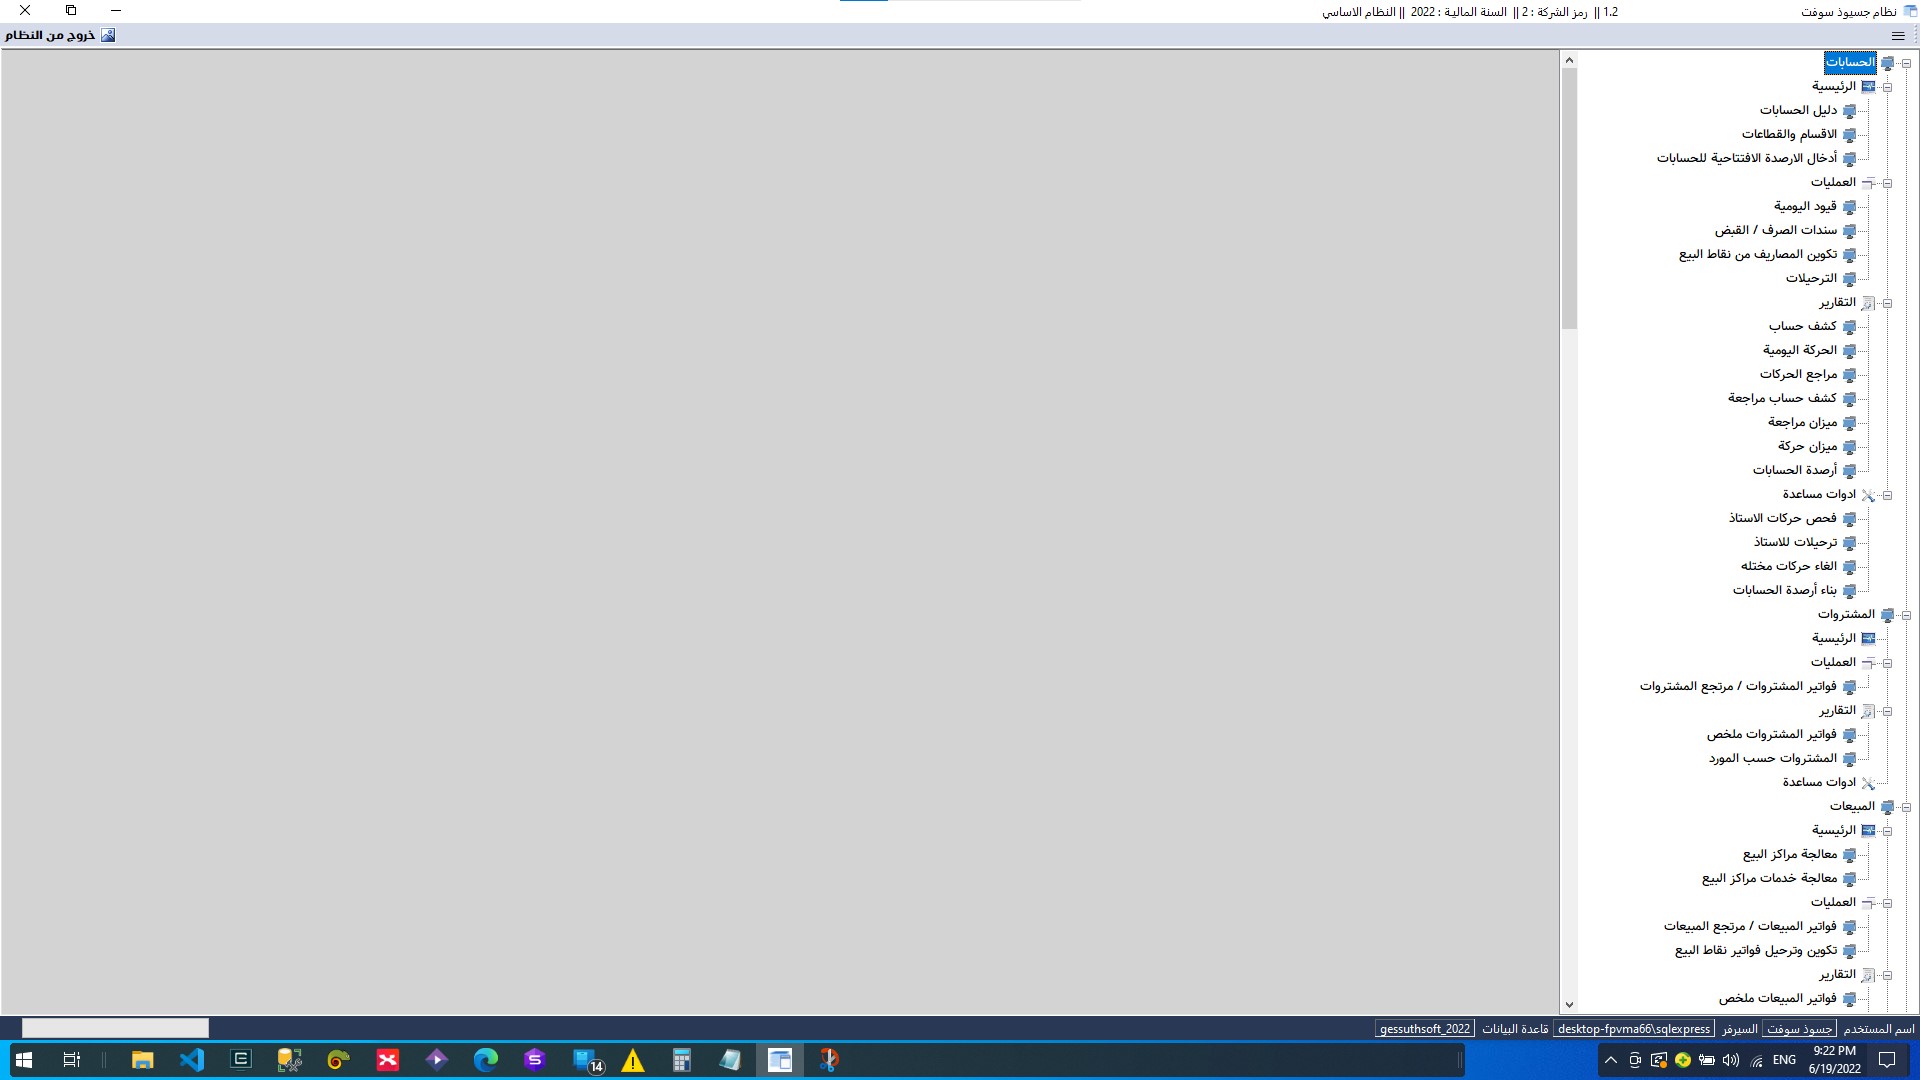 نظام جسيوذ سوفت
1.2 || رمز الشركة : 2 || السنة المالية : 2022 || النظام الاساسي
خروج من النظام
الحسابات
الرئيسية
دليل الحسابات
الاقسام والقطاعات
أدخال الارصدة الافتتاحية للحسابات
العمليات
قيود اليومية
سندات الصرف / القبض
تكوين المصاريف من نقاط البيع
الترحيلات
التقارير
كشف حساب
الحركة اليومية
مراجع الحركات
كشف حساب مراجعة
ميزان مراجعة
ميزان حركة
أرصدة الحسابات
ادوات مساعدة
فحص حركات الاستاذ
ترحيلات للاستاذ
الغاء حركات مختله
بناء أرصدة الحسابات
المشتروات
الرئيسية
العمليات
فواتير المشتروات / مرتجع المشتروات
التقارير
فواتير المشتروات ملخص
المشتروات حسب المورد
ادوات مساعدة
المبيعات
الرئيسية
معالجة مراكز البيع
معالجة خدمات مراكز البيع
العمليات
فواتير المبيعات / مرتجع المبيعات
تكوين وترحيل فواتير نقاط البيع
التقارير
فواتير المبيعات ملخص
اسم المستخدم جسوذ سوفت السيرفر desktop-fpvma66\sqlexpress قاعدة البيانات gessuthsoft_2022
14
ENG
9:22 PM
6/19/2022